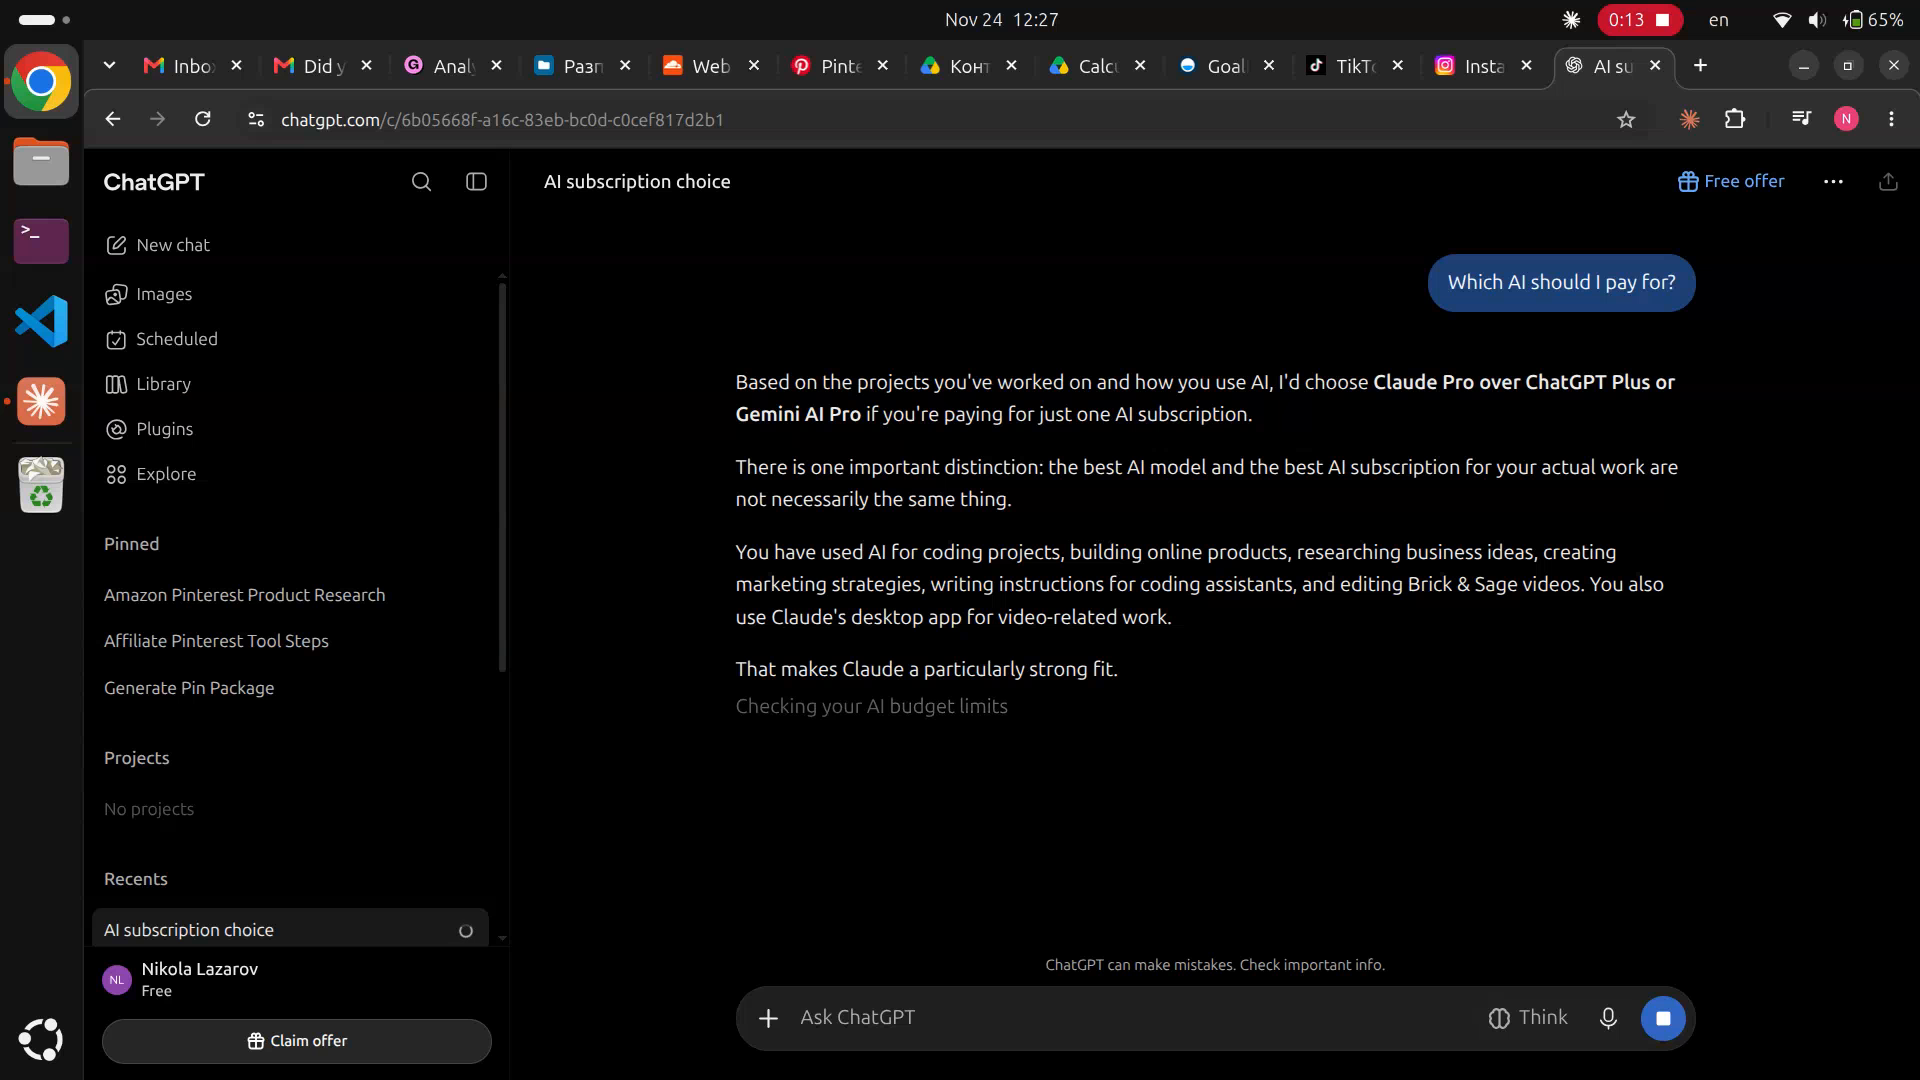 Nov 24 12:27
0:13
en
65%
Inbo
Did y
Anal
Разп
Web
Pint
Конт
Calc
Goal
TikT
Insta
AI su
chatgpt.com/c/6b05668f-a16c-83eb-bc0d-c0cef817d2b1
N
ChatGPT
AI subscription choice
Free offer
New chat
Images
Scheduled
Library
Plugins
Explore
Pinned
Amazon Pinterest Product Research
Affiliate Pinterest Tool Steps
Generate Pin Package
Projects
No projects
Recents
AI subscription choice
NL
Nikola Lazarov
Free
Claim offer
Which AI should I pay for?
Based on the projects you've worked on and how you use AI, I'd choose Claude Pro over ChatGPT Plus or
Gemini AI Pro if you're paying for just one AI subscription.
There is one important distinction: the best AI model and the best AI subscription for your actual work are
not necessarily the same thing.
You have used AI for coding projects, building online products, researching business ideas, creating
marketing strategies, writing instructions for coding assistants, and editing Brick & Sage videos. You also
use Claude's desktop app for video-related work.
That makes Claude a particularly strong fit.
Checking your AI budget limits
ChatGPT can make mistakes. Check important info.
Ask ChatGPT
Think